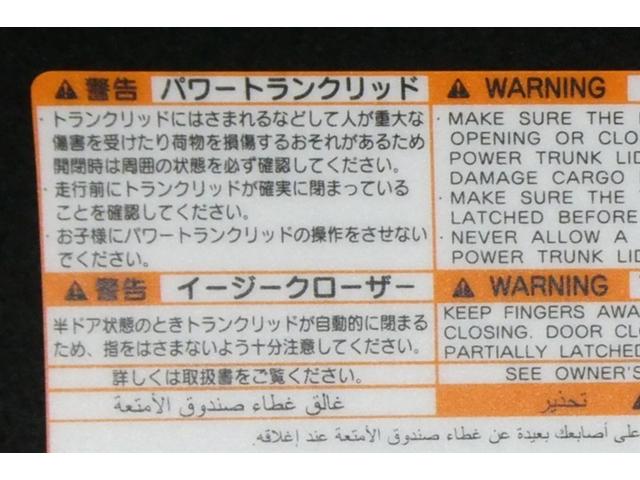 警告 パワートランクリッド
・トランクリッドにはさまれるなどして人が重大な
傷害を受けたり荷物を損傷するおそれがあるため
開閉時は周囲の状態を必ず確認してください。
・走行前にトランクリッドが確実に閉まっている
ことを確認してください。
・お子様にパワートランクリッドの操作をさせない
でください。
WARNING
・MAKE SURE THE
OPENING OR CLO
POWER TRUNK LID
DAMAGE CARGO
・MAKE SURE THE
LATCHED BEFORE
・NEVER ALLOW A
POWER TRUNK LID
警告 イージークローザー
半ドア状態のときトランクリッドが自動的に閉まる
ため、指をはさまないよう十分注意してください。
詳しくは取扱書をご覧ください。
WARNING
KEEP FINGERS AWA
CLOSING. DOOR CL
PARTIALLY LATCHED
SEE OWNER'S
غالق غطاء صندوق الأمتعة
تحذير
على أصابعك بعيدة عن غطاء صندوق الأمتعة عند إغلاقه.